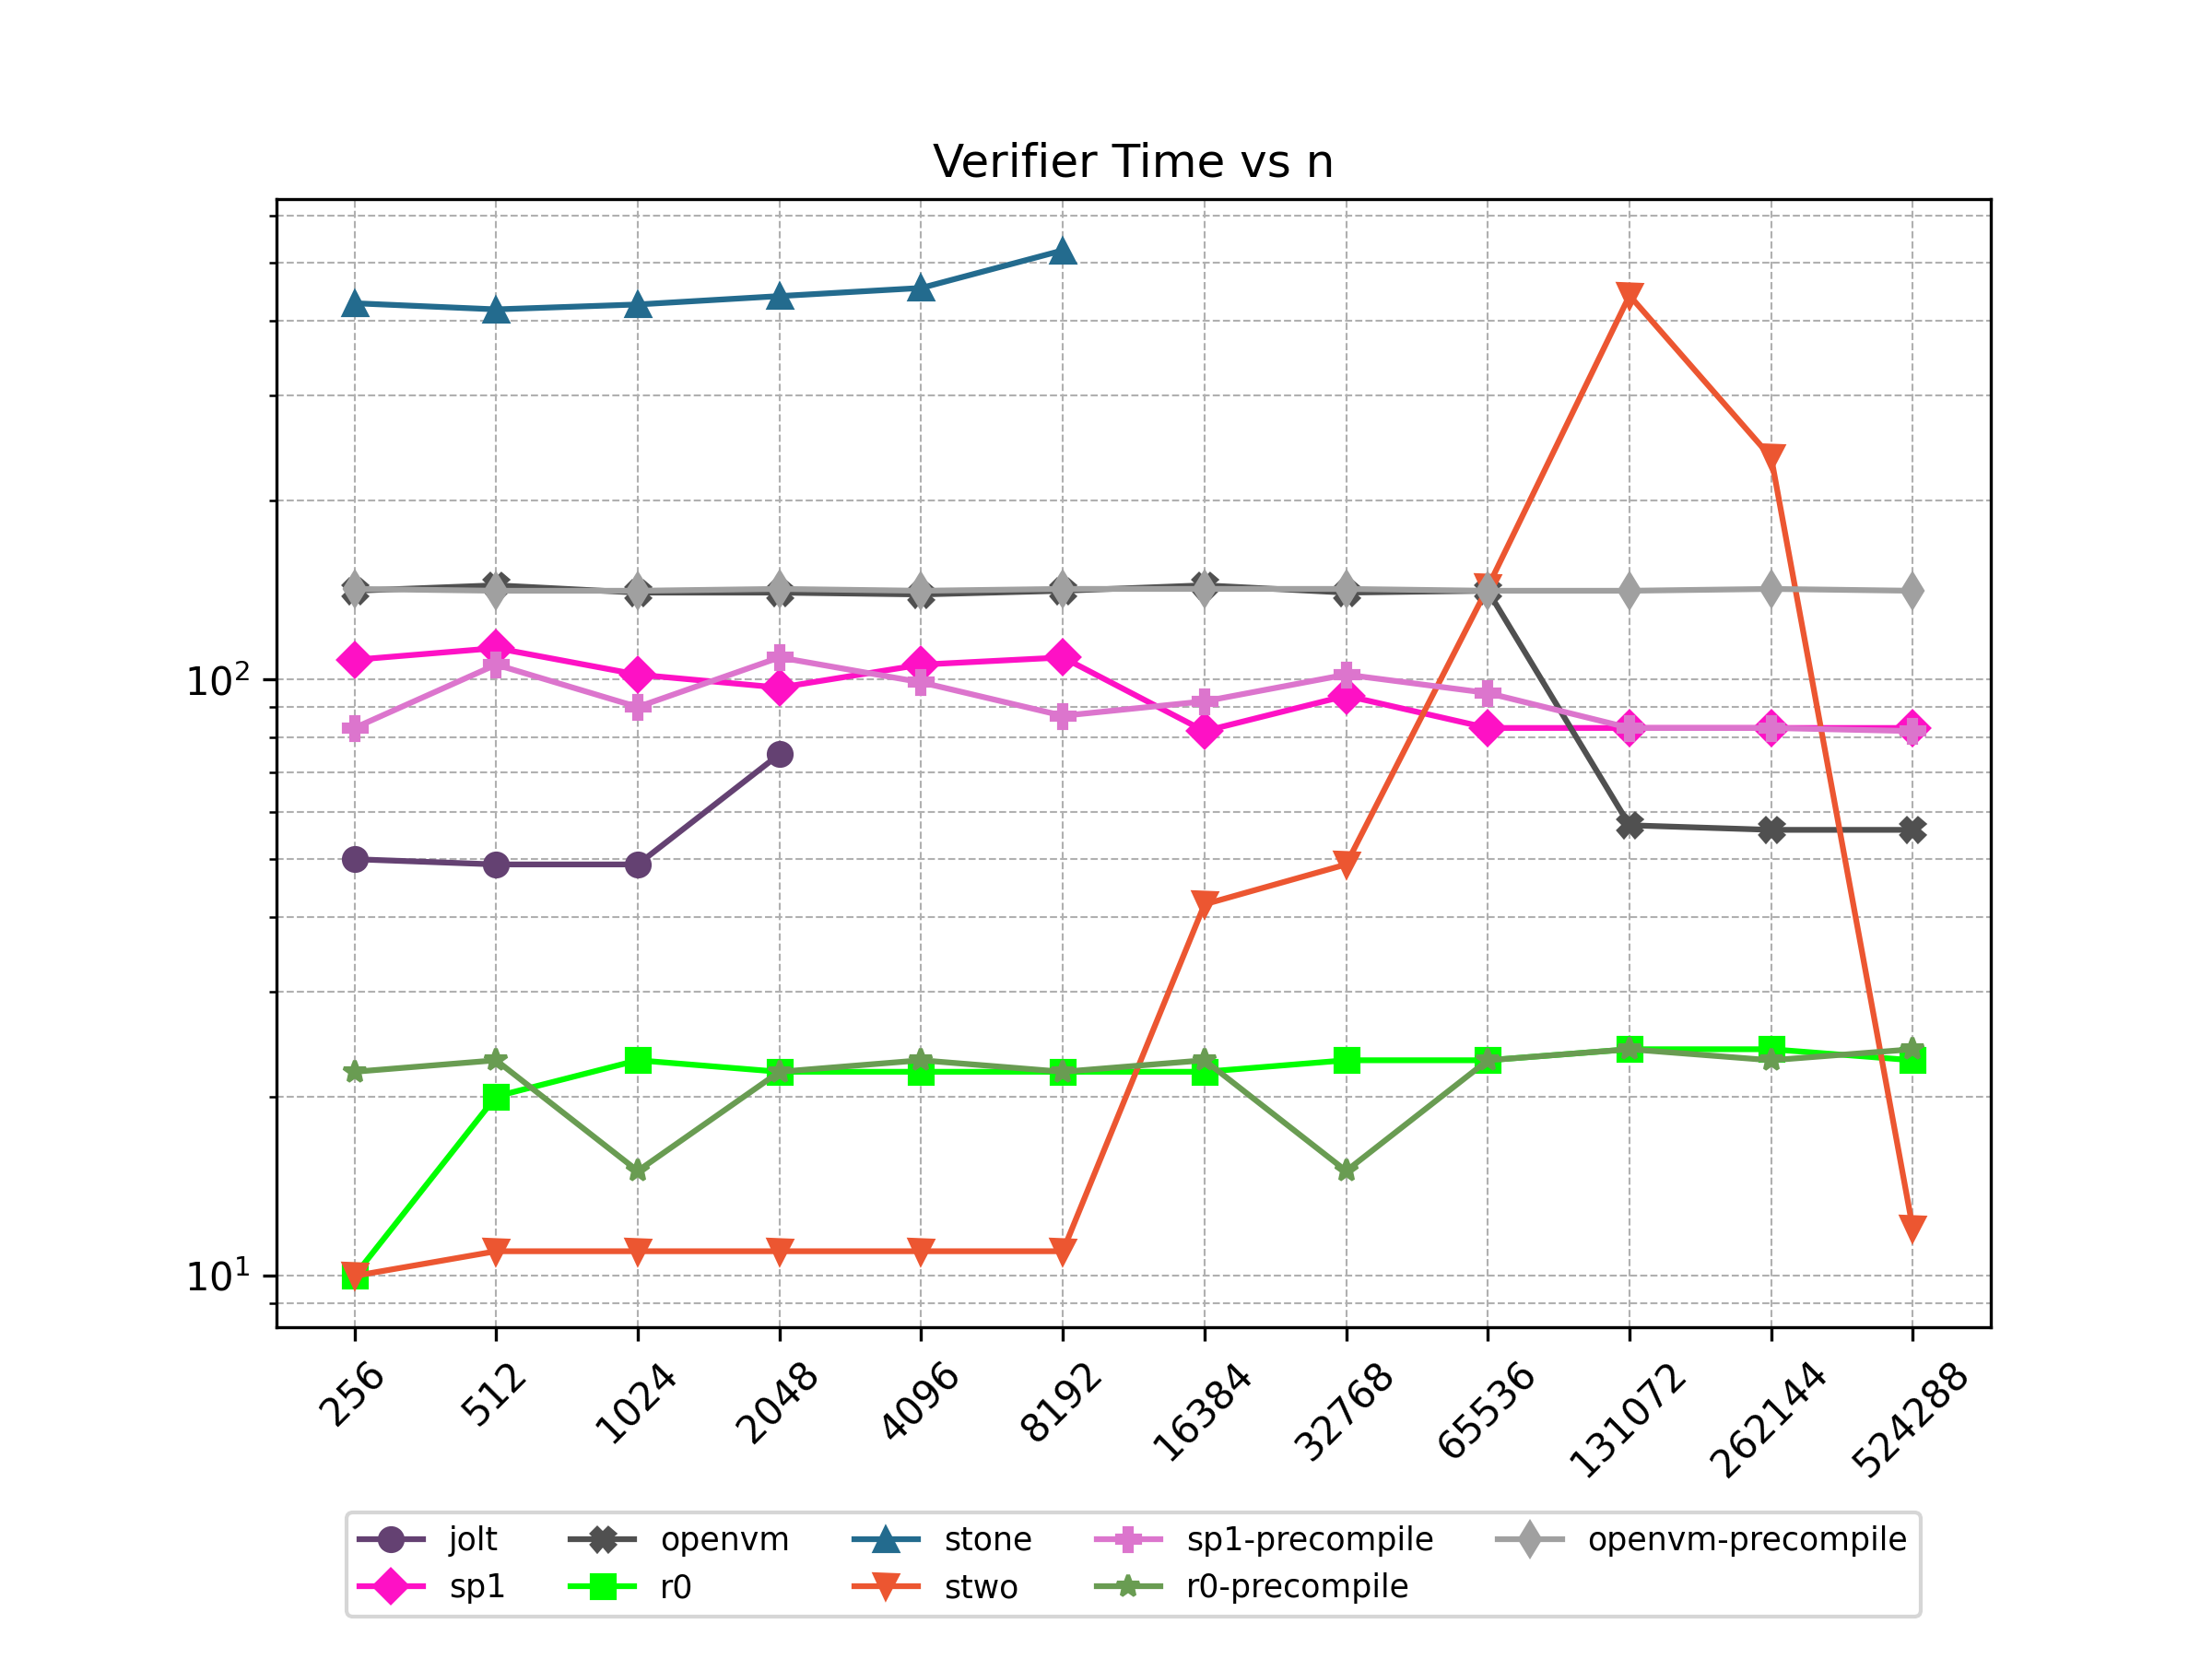 Verifier Time vs n
10²
10¹
256
512
1024
2048
4096
8192
16384
32768
65536
131072
262144
524288
jolt
openvm
stone
sp1-precompile
openvm-precompile
sp1
r0
stwo
r0-precompile